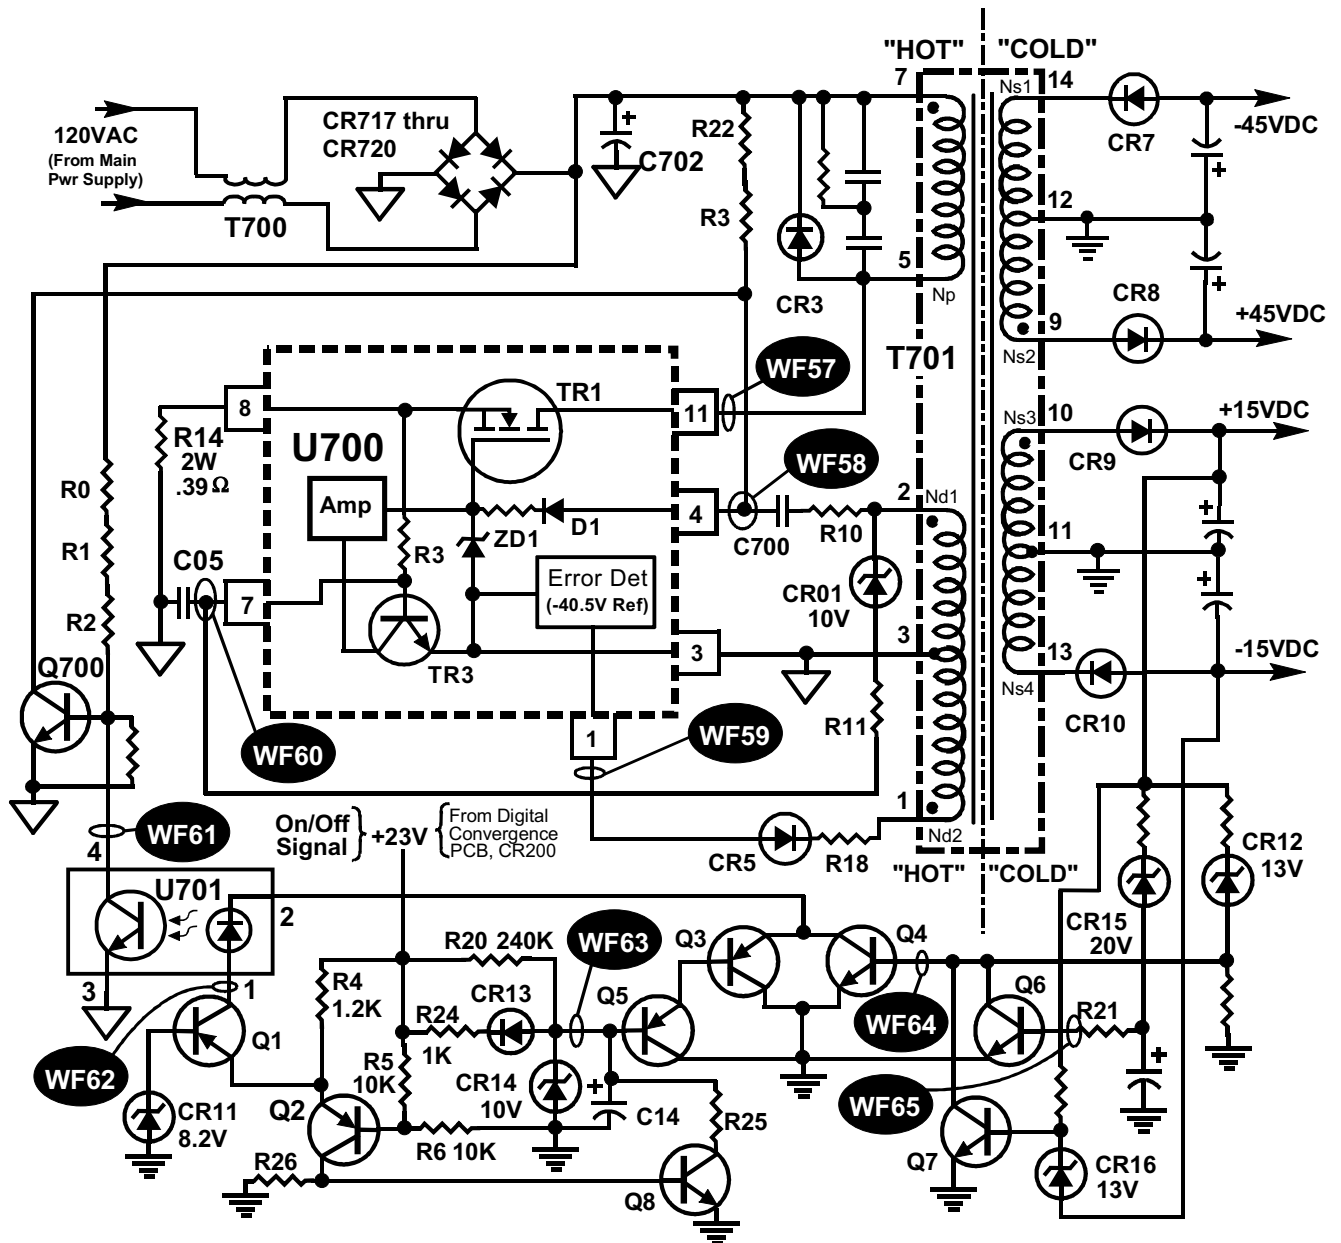 "HOT"
"COLD"
7
Ns1
14
120VAC
(From Main
Pwr Supply)
CR717 thru
CR720
R22
C702
+
CR7
-45VDC
+
T700
R3
12
5
Np
CR3
CR8
+
+45VDC
9
Ns2
T701
WF57
TR1
8
11
R14
2W
.39Ω
U700
Ns3
10
+15VDC
CR9
WF58
R0
Amp
4
2
Nd1
D1
ZD1
C700
R10
R1
R3
11
+
C05
Error Det
(-40.5V Ref)
CR01
10V
R2
7
3
3
13
-15VDC
Q700
TR3
Ns4
CR10
R11
WF60
1
WF59
WF61
On/Off
Signal
+23V
From Digital
Convergence
PCB, CR200
1
Nd2
CR5
R18
"HOT"
"COLD"
CR12
13V
4
U701
2
CR15
20V
R20 240K
WF63
Q3
Q4
3
1
R4
1.2K
CR13
Q5
Q6
R21
R24
1K
WF64
Q1
R5
10K
CR14
10V
+
C14
+
WF62
WF65
CR11
8.2V
Q2
R6 10K
R25
R26
Q8
Q7
CR16
13V